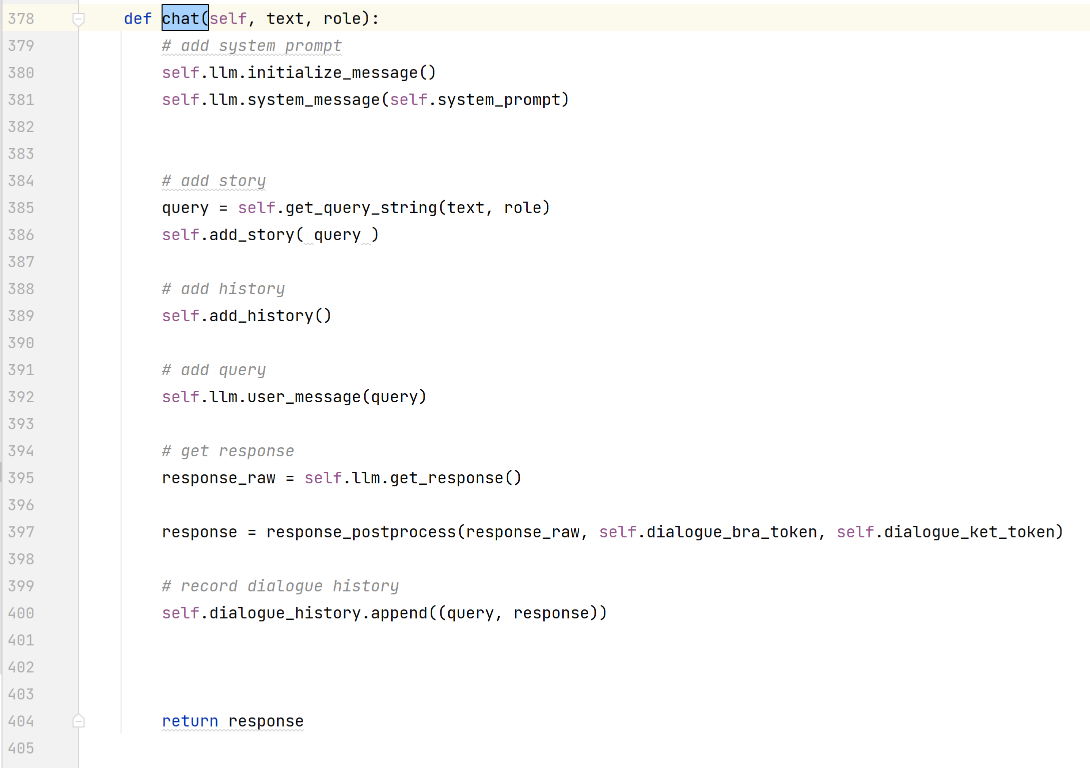 378 def chat(self, text, role):
379 # add system prompt
380 self.llm.initialize_message()
381 self.llm.system_message(self.system_prompt)
382
383
384 # add story
385 query = self.get_query_string(text, role)
386 self.add_story( query )
387
388 # add history
389 self.add_history()
390
391 # add query
392 self.llm.user_message(query)
393
394 # get response
395 response_raw = self.llm.get_response()
396
397 response = response_postprocess(response_raw, self.dialogue_bra_token, self.dialogue_ket_token)
398
399 # record dialogue history
400 self.dialogue_history.append((query, response))
401
402
403
404 return response
405